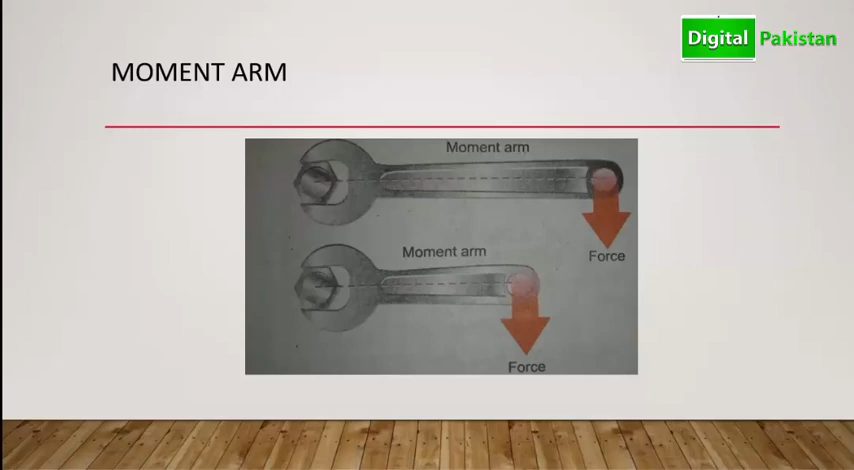 Digital Pakistan
MOMENT ARM
Moment arm
Force
Moment arm
Force